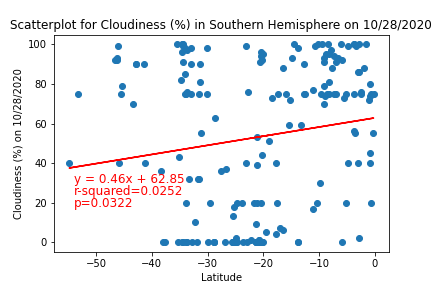 Scatterplot for Cloudiness (%) in Southern Hemisphere on 10/28/2020
100
80
60
40
20
0
Cloudiness (%) on 10/28/2020
y = 0.46x + 62.85
r-squared=0.0252
p=0.0322
−50 −40 −30 −20 −10 0
Latitude